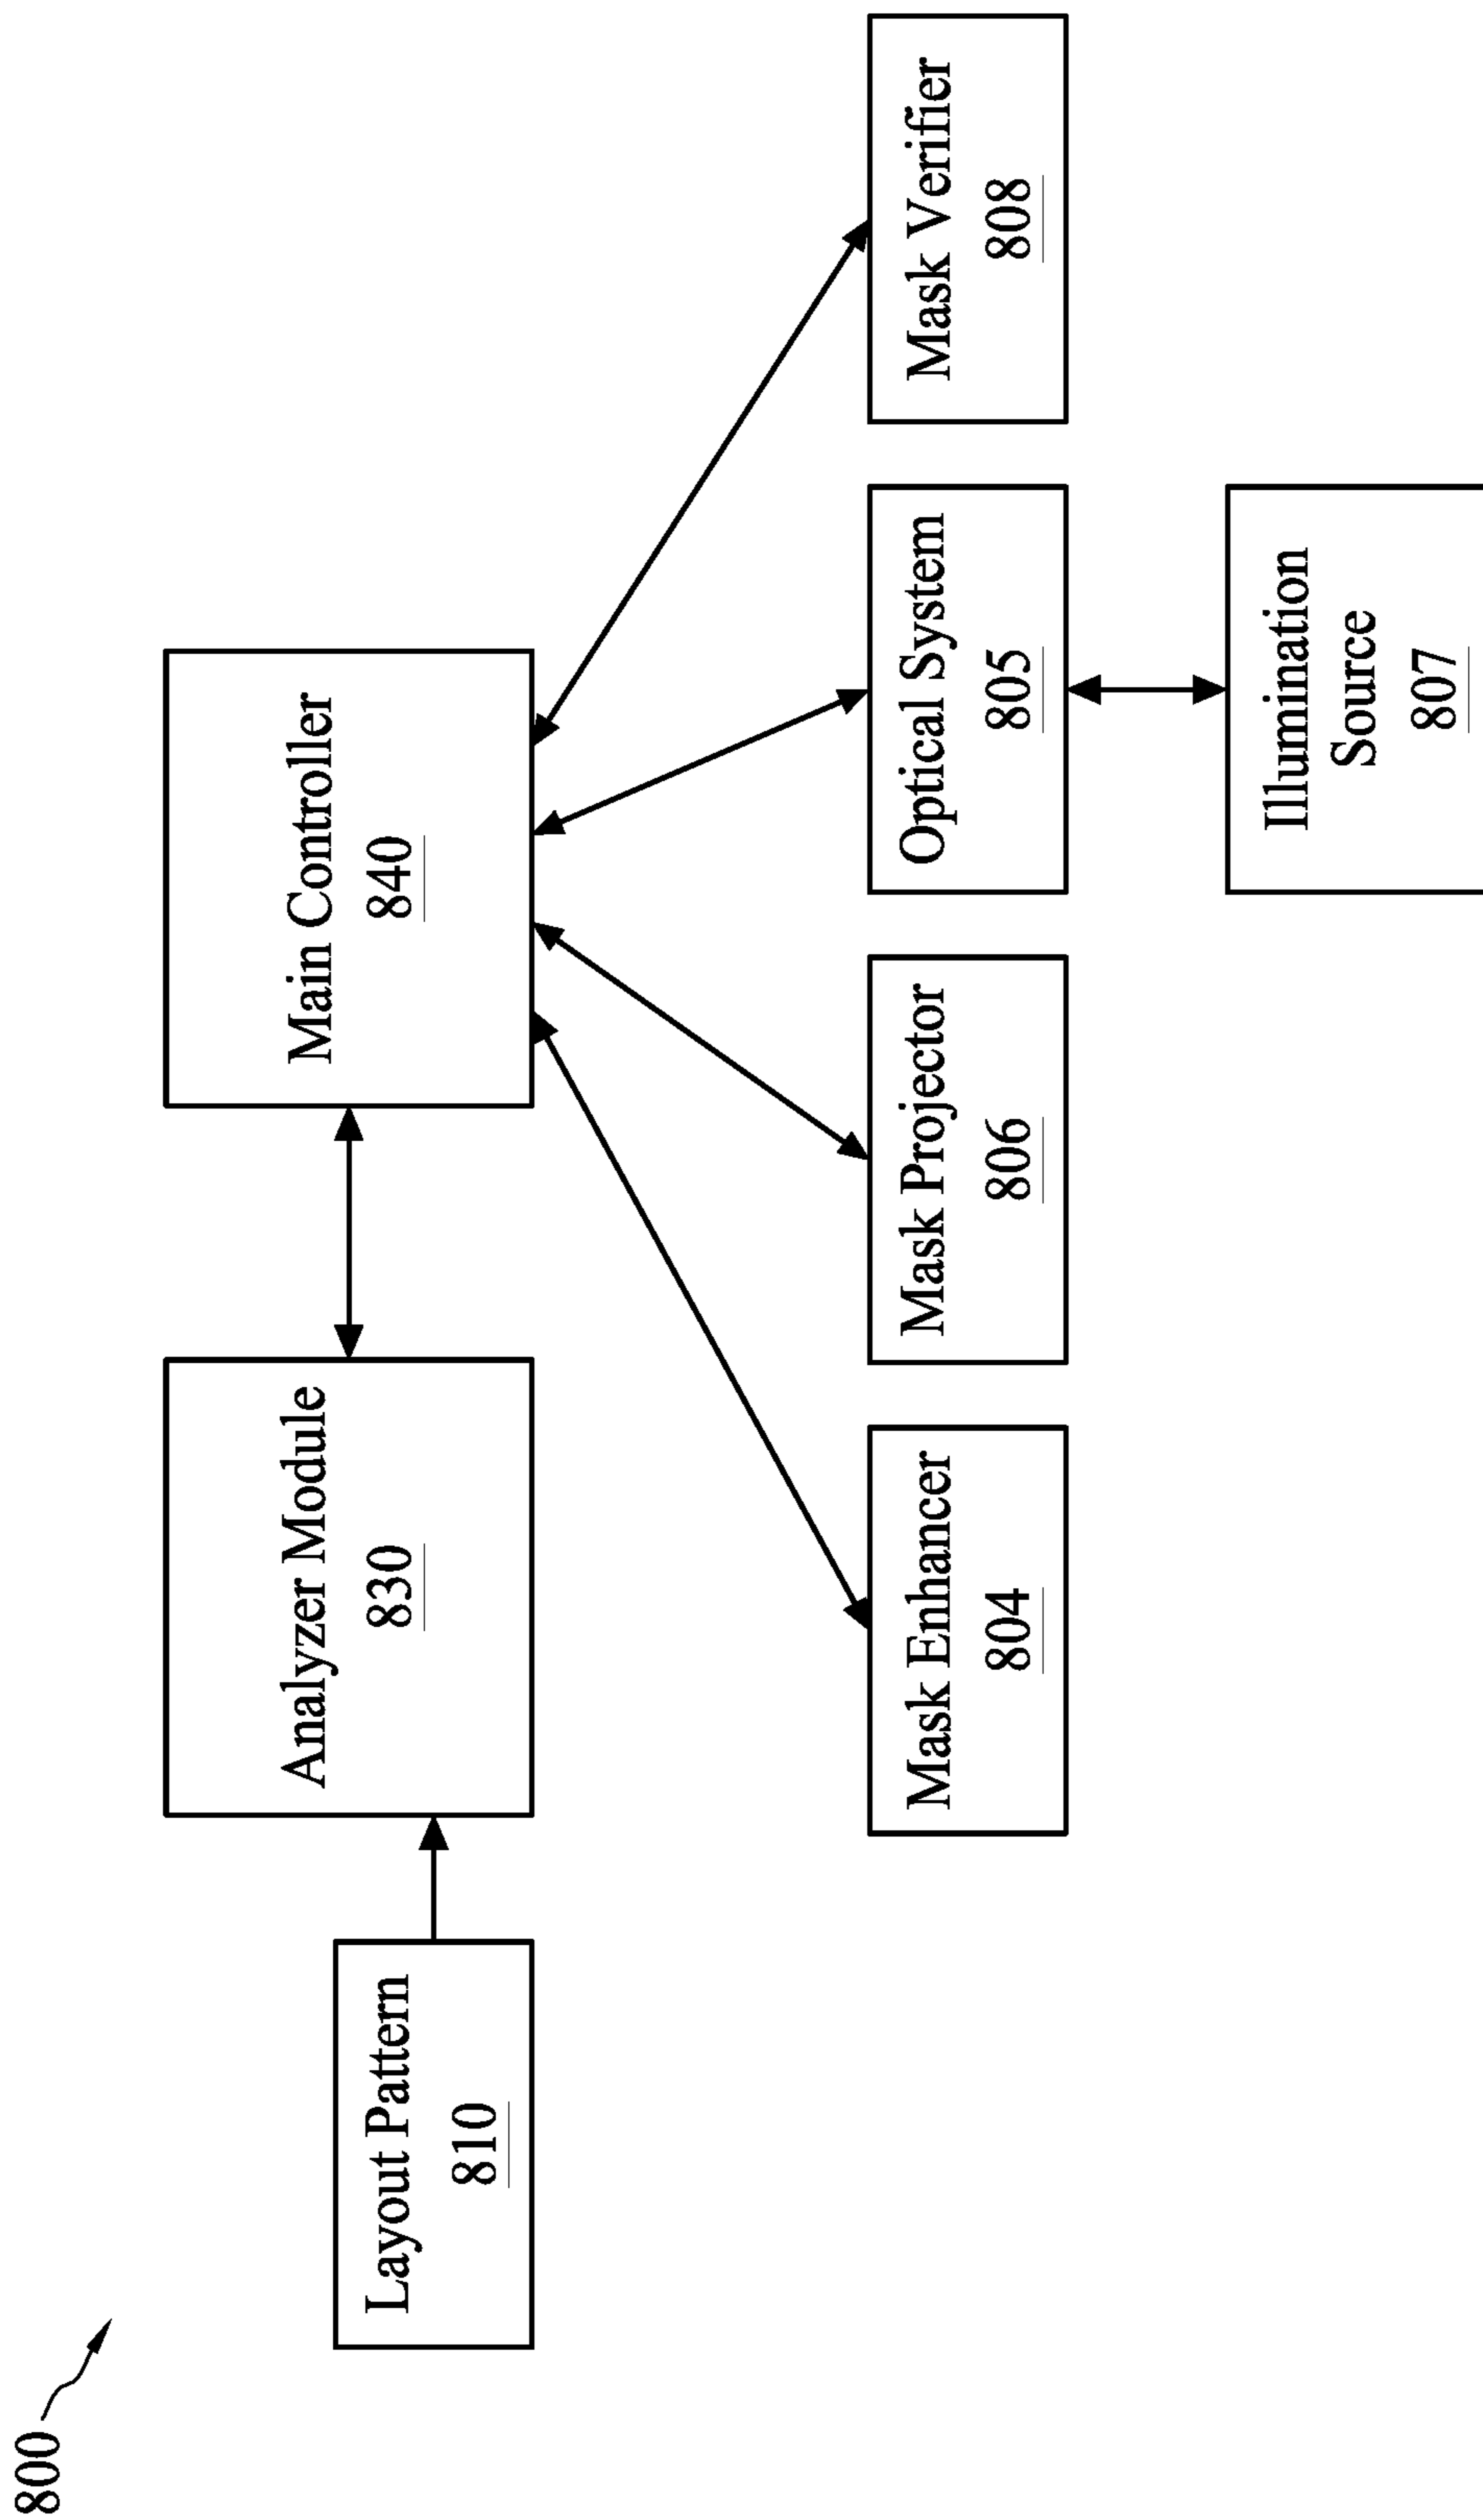 800
Layout Pattern
810
Analyzer Module
830
Main Controller
840
Mask Enhancer
804
Mask Projector
806
Optical System
805
Mask Verifier
808
Illumination
Source
807